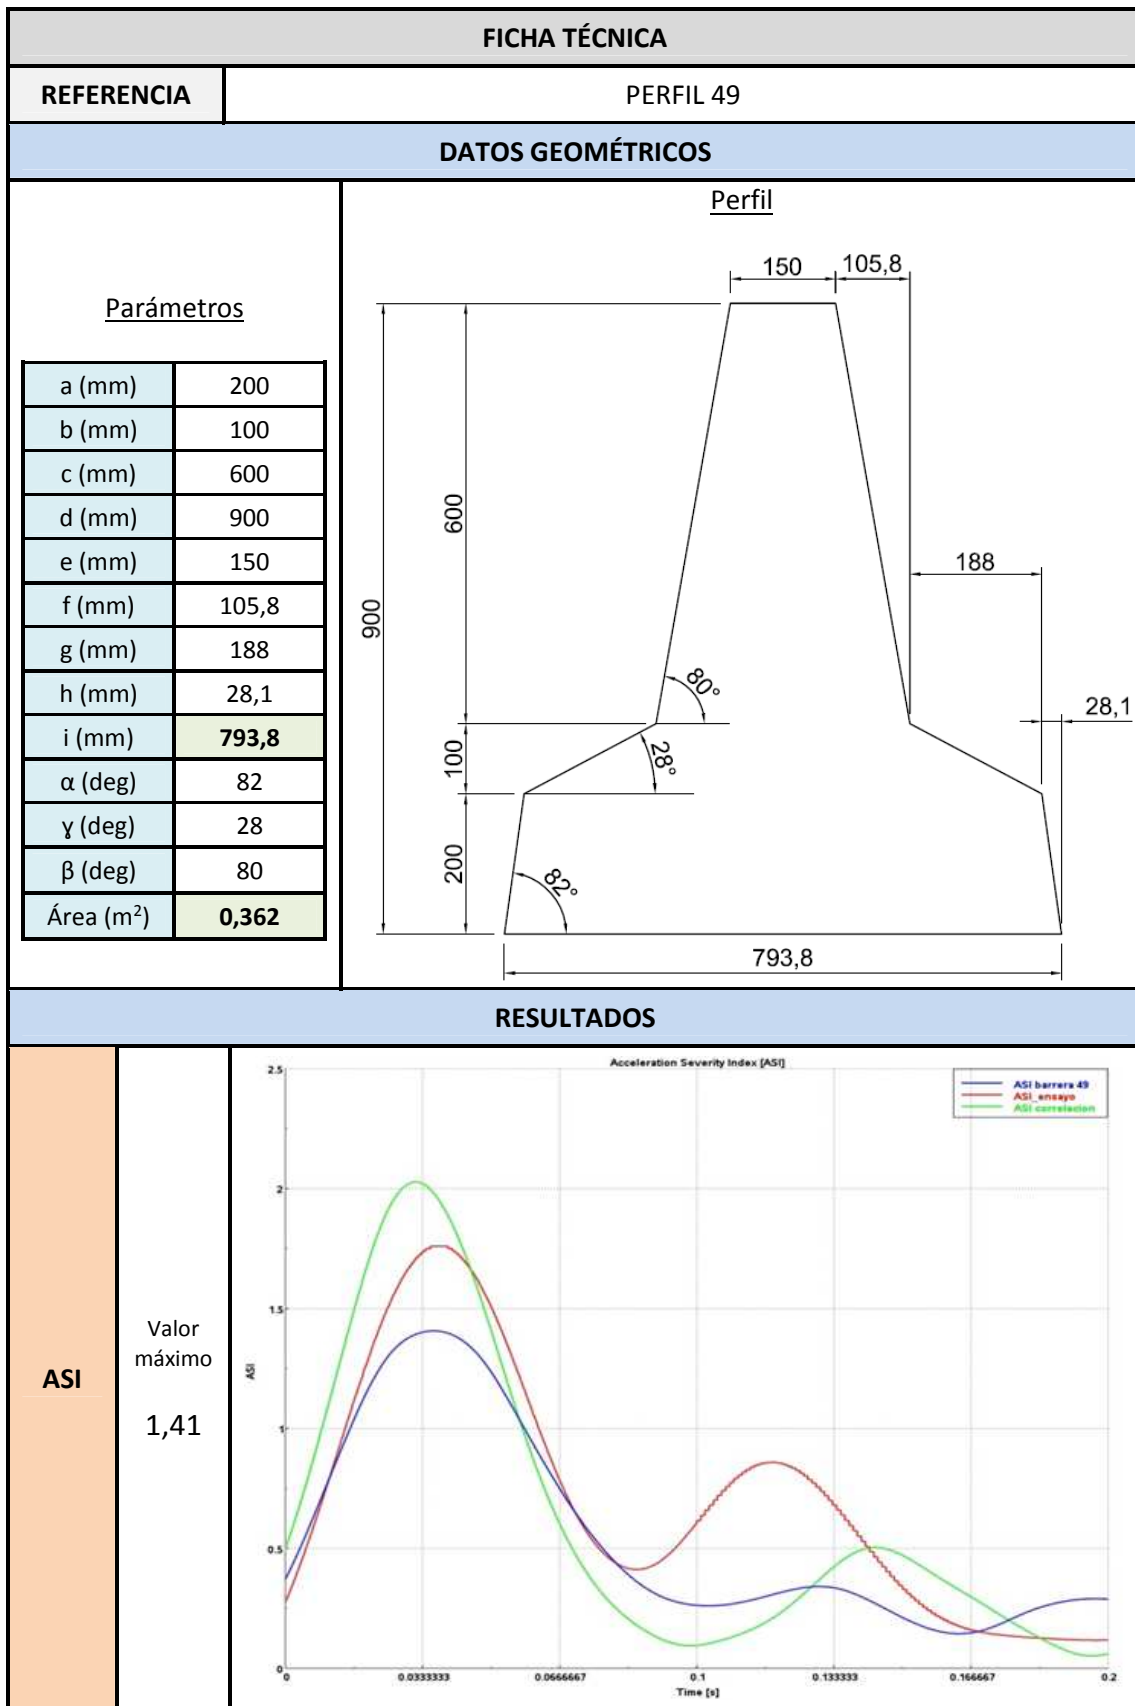 FICHA TÉCNICA
REFERENCIA PERFIL 49
DATOS GEOMÉTRICOS
Parámetros
a (mm) 200
b (mm) 100
c (mm) 600
d (mm) 900
e (mm) 150
f (mm) 105,8
g (mm) 188
h (mm) 28,1
i (mm) 793,8
α (deg) 82
ɣ (deg) 28
β (deg) 80
Área (m²) 0,362
Perfil
150 105,8
600
900
188
80°
28,1
100
28°
200
82°
793,8
RESULTADOS
ASI
Valor
máximo
1,41
Acceleration Severity Index [ASI]
ASI barrera 49
ASI_ensayo
ASI correlacion
2.5
2
1.5
1
0.5
0
ASI
0 0.0333333 0.0666667 0.1 0.133333 0.166667 0.2
Time [s]